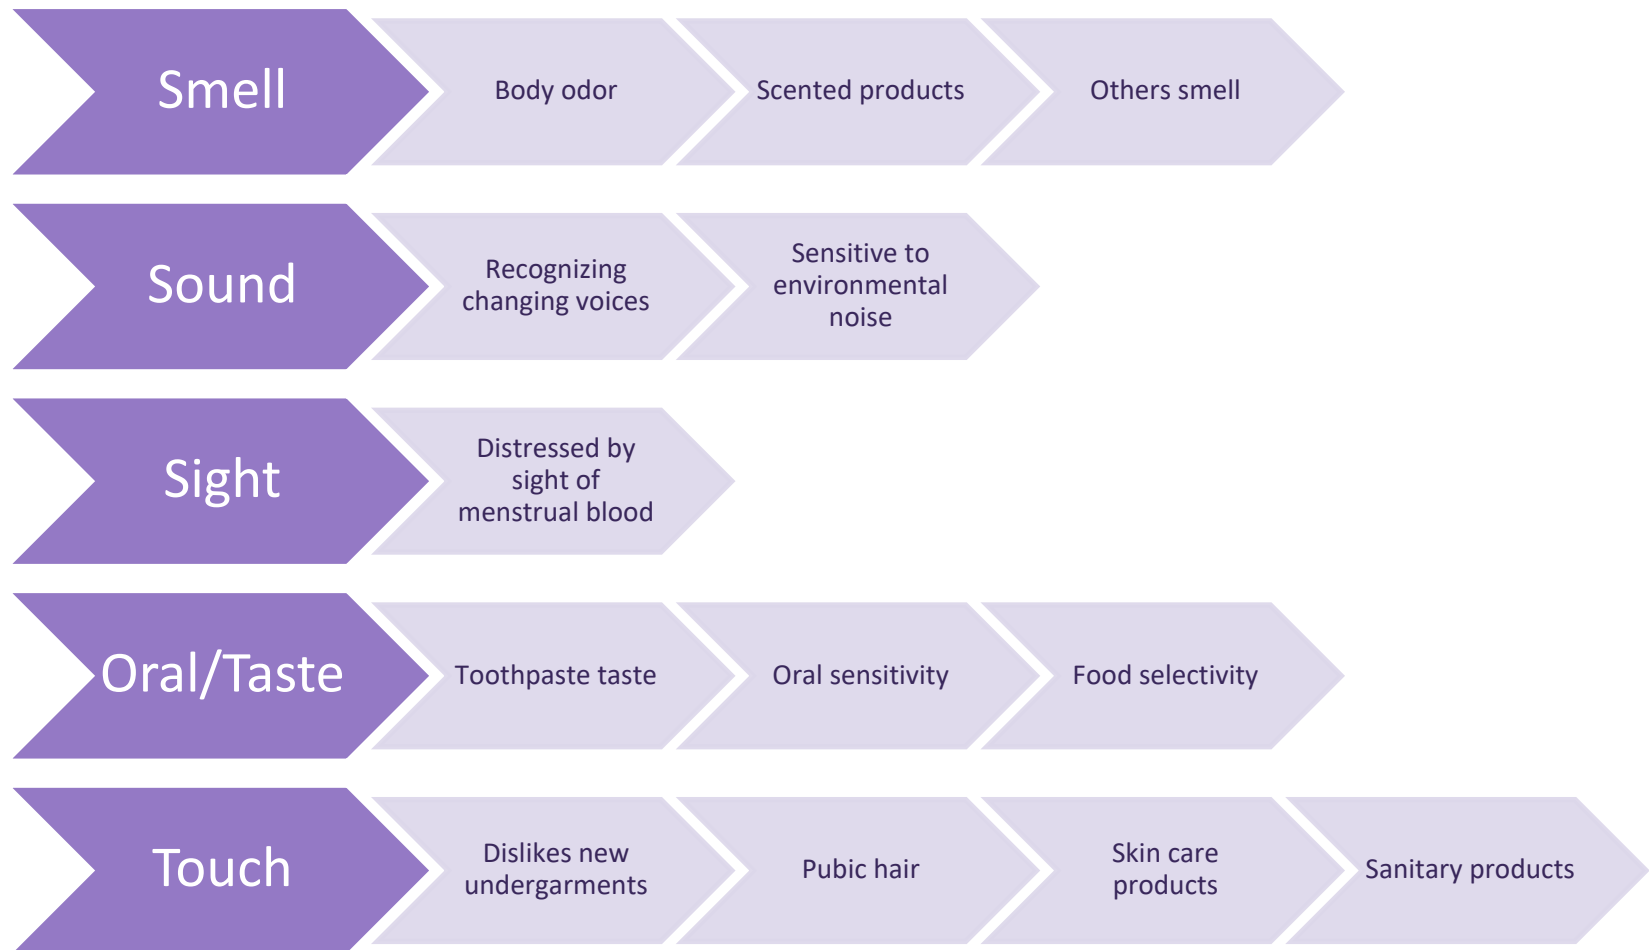 Smell
Body odor
Scented products
Others smell
Sound
Recognizing
changing voices
Sensitive to
environmental
noise
Sight
Distressed by
sight of
menstrual blood
Oral/Taste
Toothpaste taste
Oral sensitivity
Food selectivity
Touch
Dislikes new
undergarments
Pubic hair
Skin care
products
Sanitary products